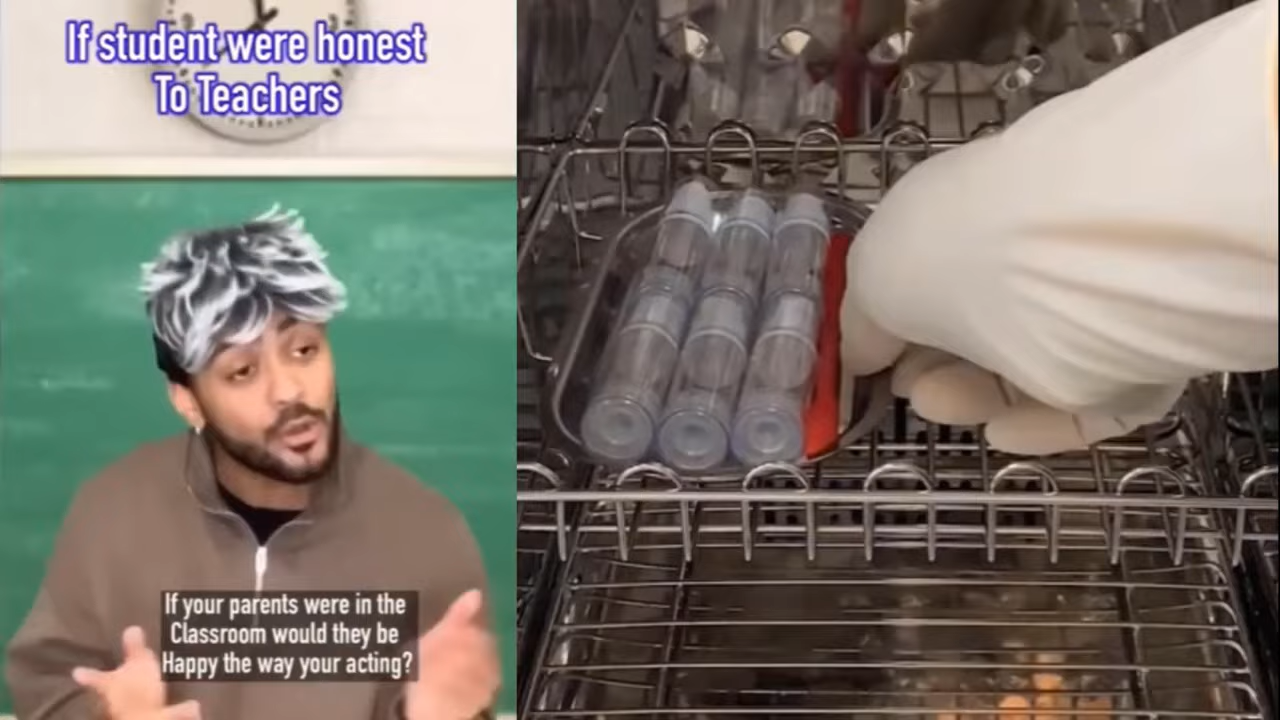 If student were honest
To Teachers
If your parents were in the
Classroom would they be
Happy the way your acting?